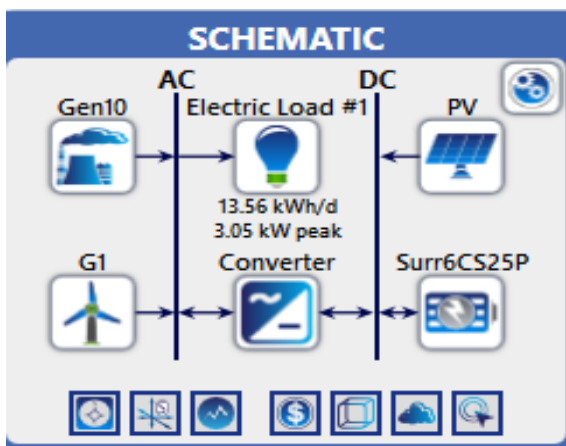 SCHEMATIC
AC DC
Gen10 Electric Load #1 PV
13.56 kWh/d
3.05 kW peak
G1 Converter Surr6CS25P